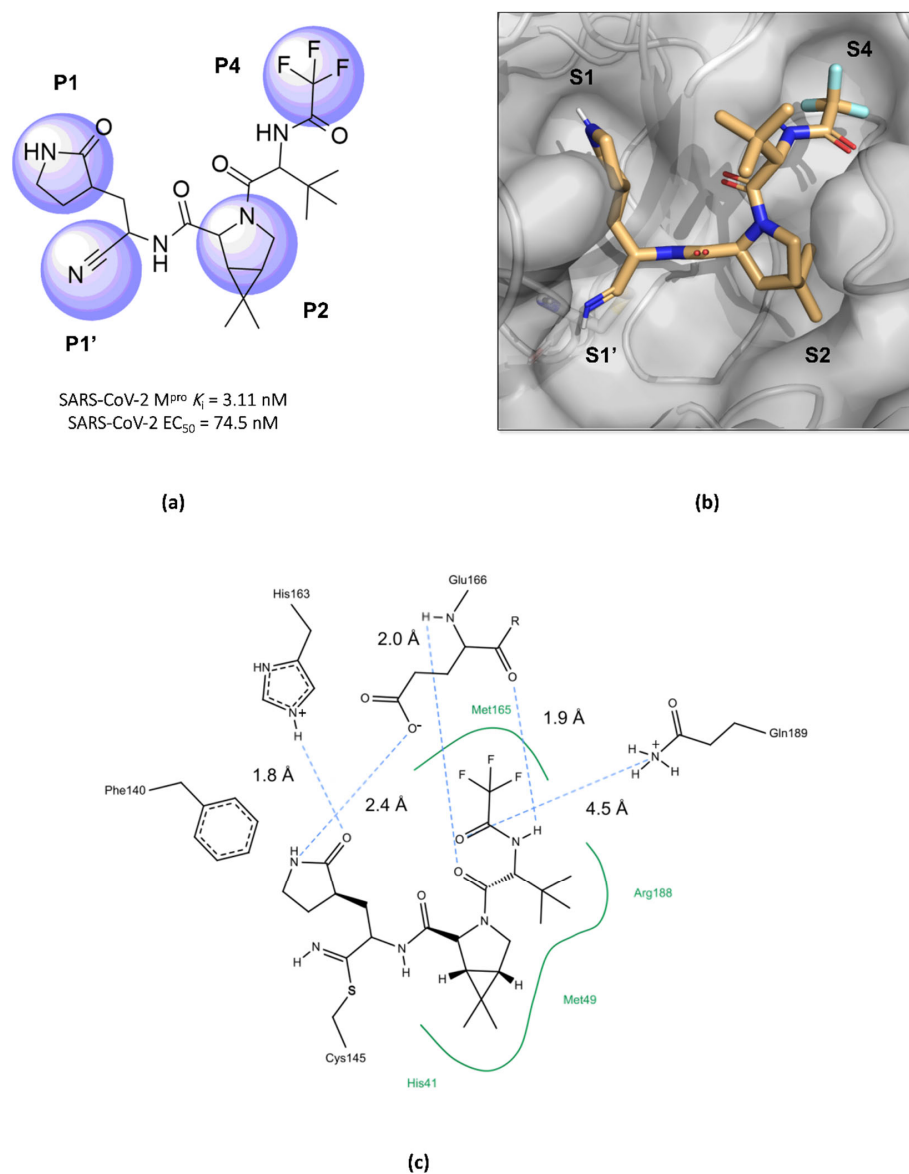 P1
P4
F
F
F
HN
O
HN
O
O
O
N
N
NH
P1’
P2
SARS-CoV-2 Mᵖʳᵒ Kᵢ = 3.11 nM
SARS-CoV-2 EC₅₀ = 74.5 nM
(a)
S1
S4
S1’
S2
(b)
His163
Glu166
H
N
R
2.0 Å
HN
O
O
N
+
O-
Met165
H
1.9 Å
O
Gln189
H
+
N
H
H
1.8 Å
2.4 Å
F
F
F
4.5 Å
Phe140
O
O
N
H
H
N
O
O
O
N
Arg188
N
H
N
H
H
H
S
Met49
Cys145
His41
(c)